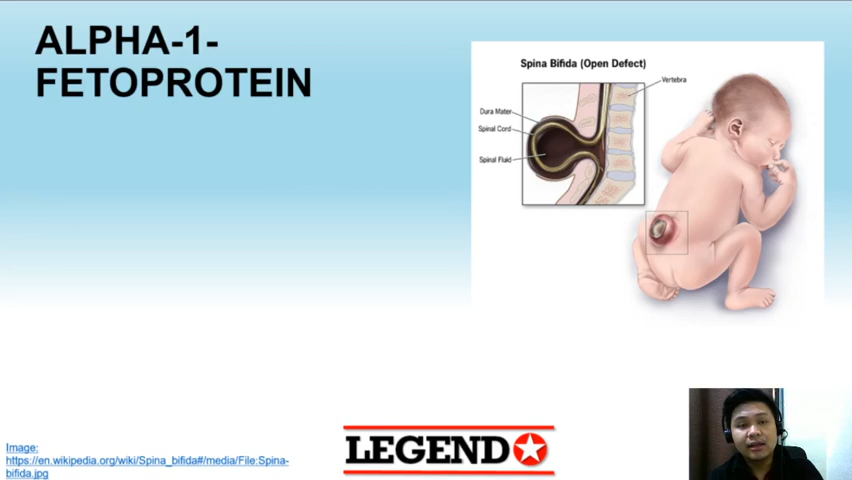 ALPHA-1-
FETOPROTEIN
Spina Bifida (Open Defect)
Vertebra
Dura Mater
Spinal Cord
Spinal Fluid
Image:
https://en.wikipedia.org/wiki/Spina_bifida#/media/File:Spina-
bifida.jpg
LEGEND